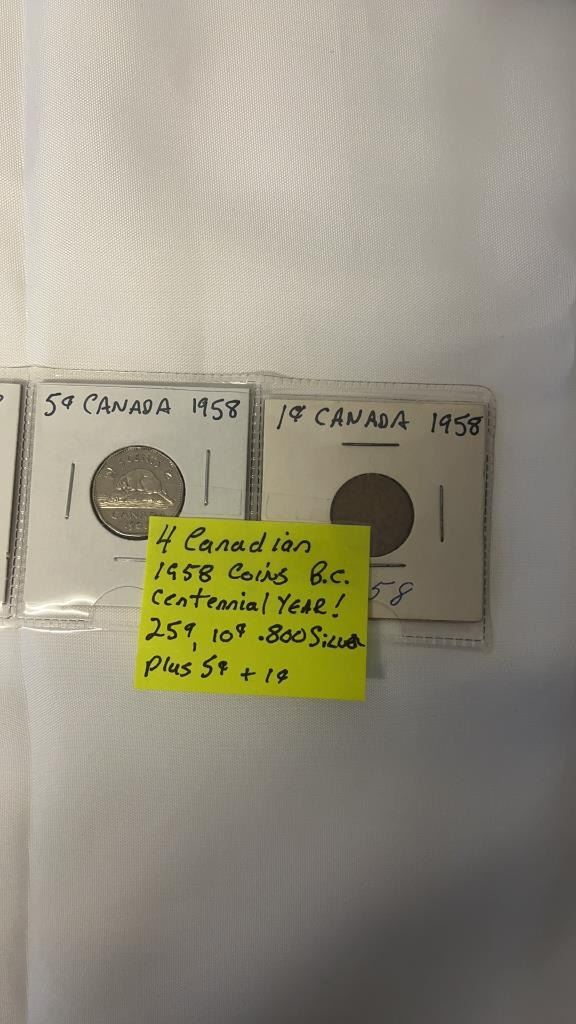 5¢ CANADA 1958
1¢ CANADA 1958
58
4 Canadian
1958 Coins B.C.
Centennial YEAR!
25¢, 10¢ .800 Silver
Plus 5¢ + 1¢